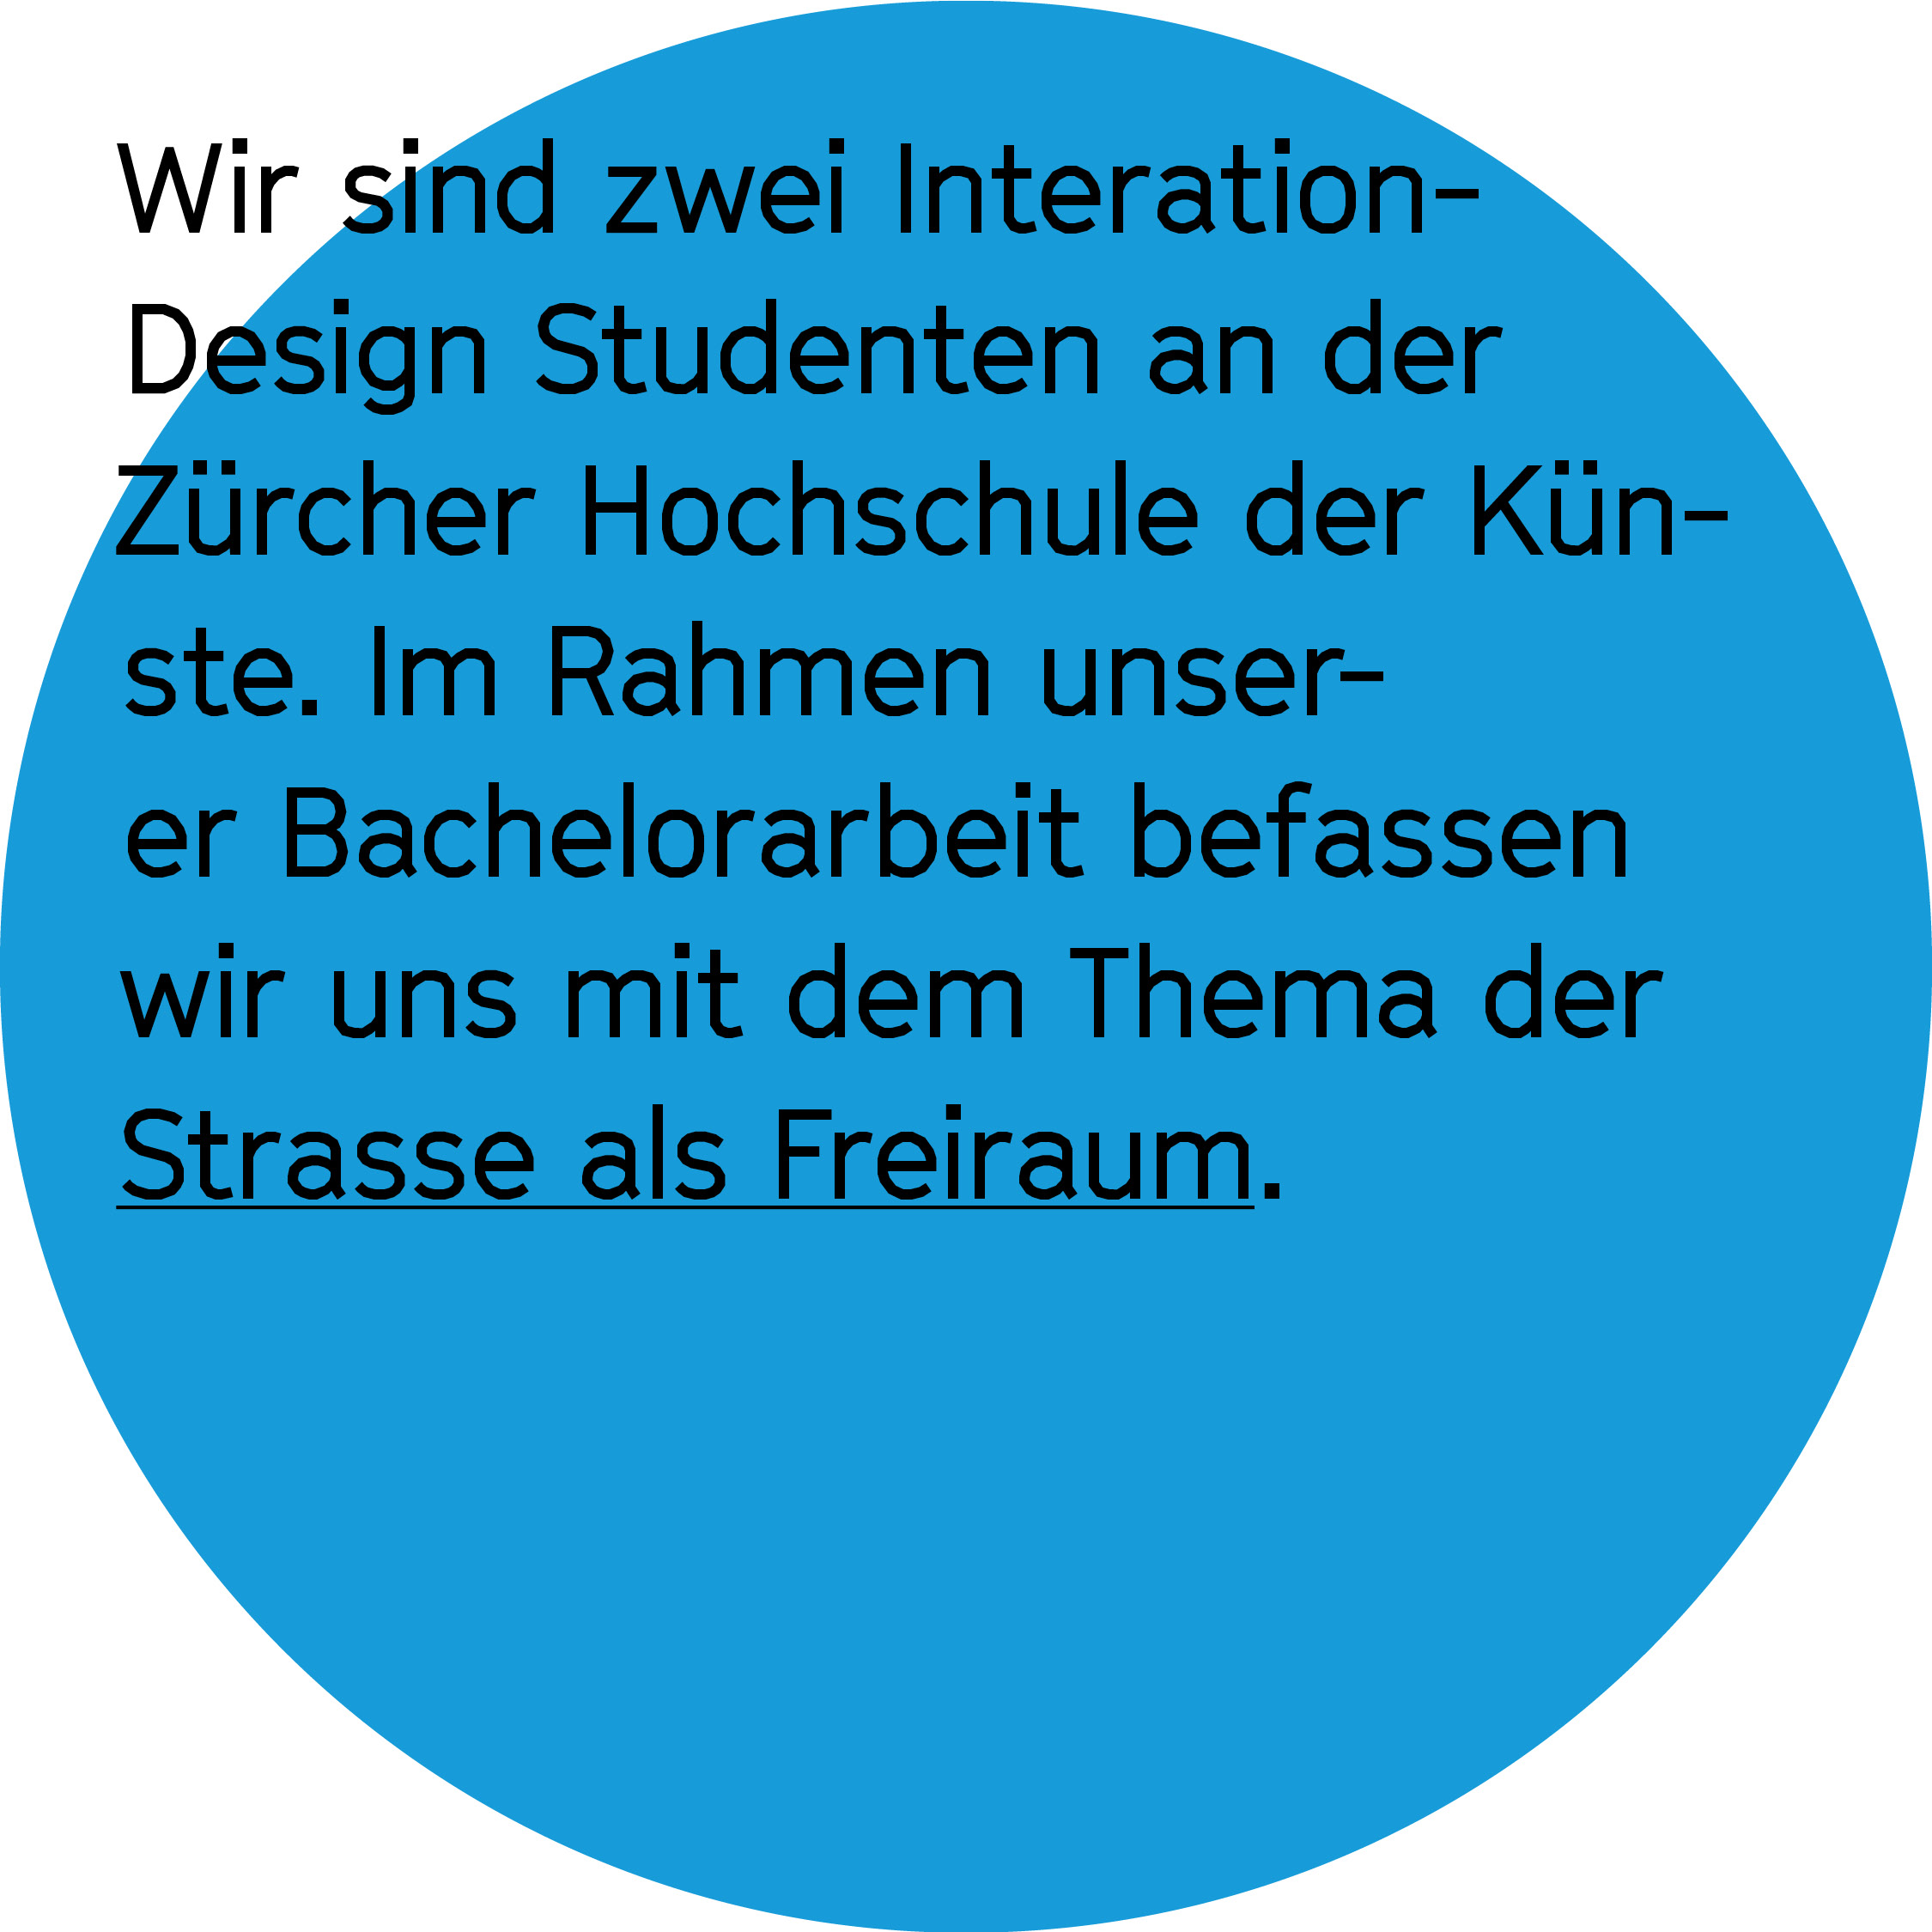 Wir sind zwei Interation-
Design Studenten an der
Zürcher Hochschule der Kün-
ste. Im Rahmen unser-
er Bachelorarbeit befassen
wir uns mit dem Thema der
Strasse als Freiraum.